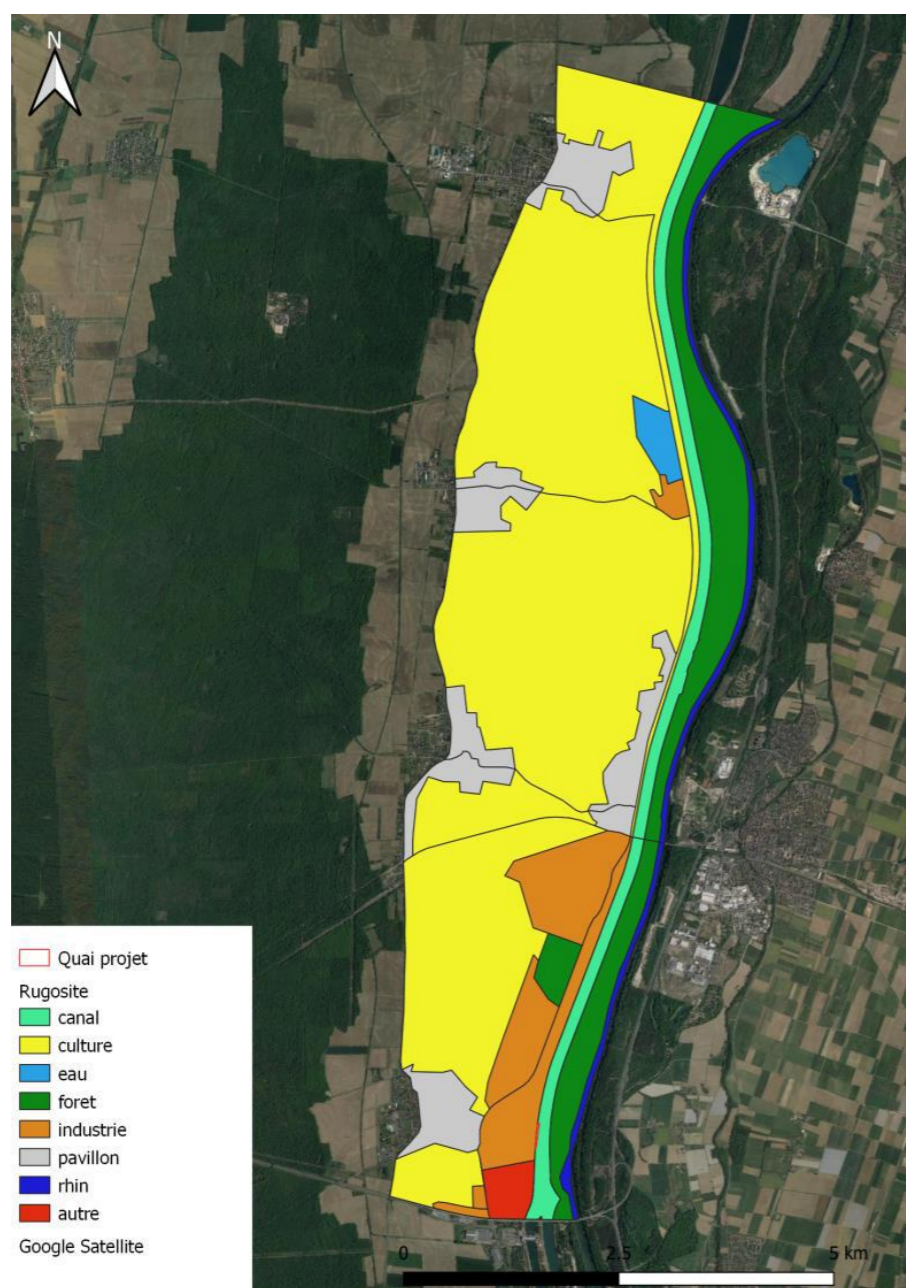 N
Quai projet
Rugosite
canal
culture
eau
foret
industrie
pavillon
rhin
autre
Google Satellite
0 2.5 5 km